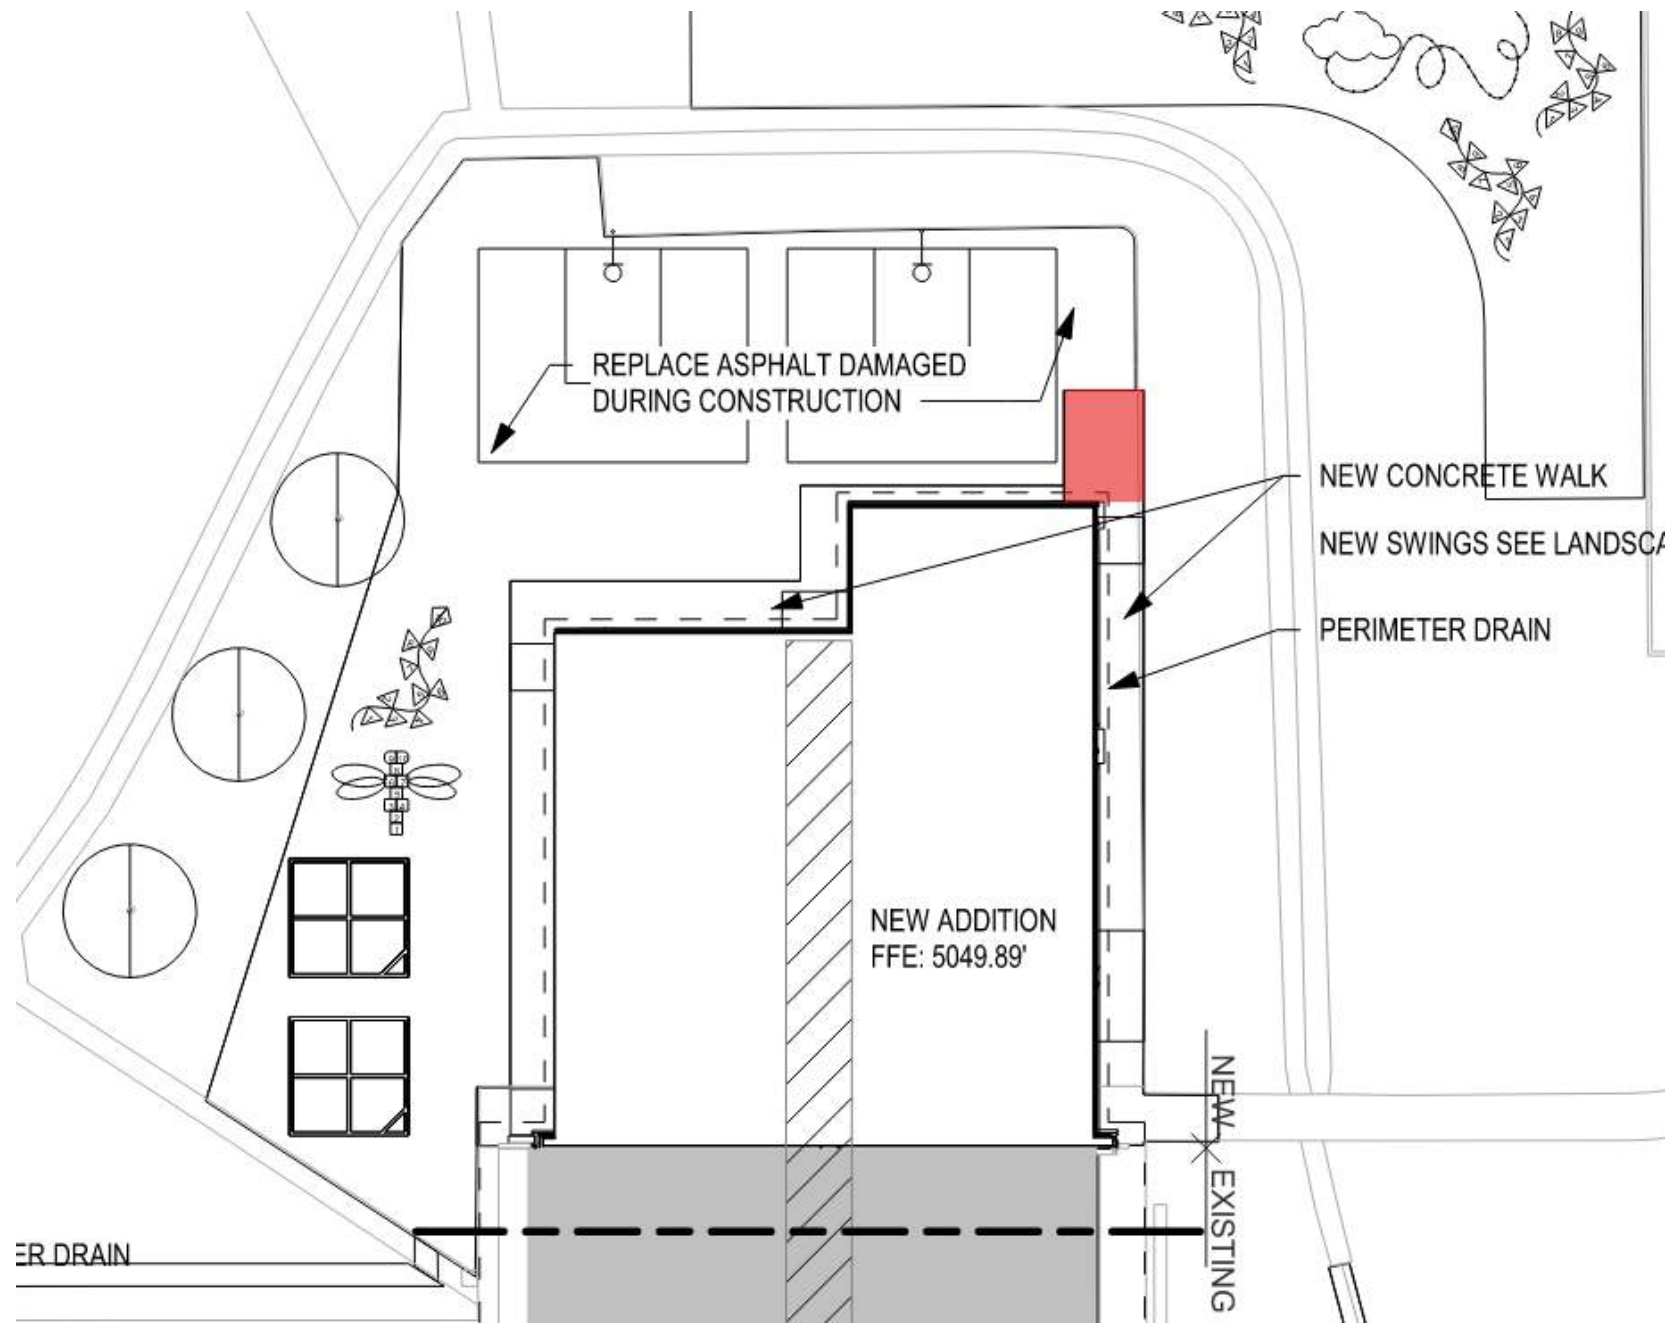 REPLACE ASPHALT DAMAGED
DURING CONSTRUCTION
NEW CONCRETE WALK
NEW SWINGS SEE LANDSCA
PERIMETER DRAIN
NEW ADDITION
FFE: 5049.89'
NEW
EXISTING
ER DRAIN